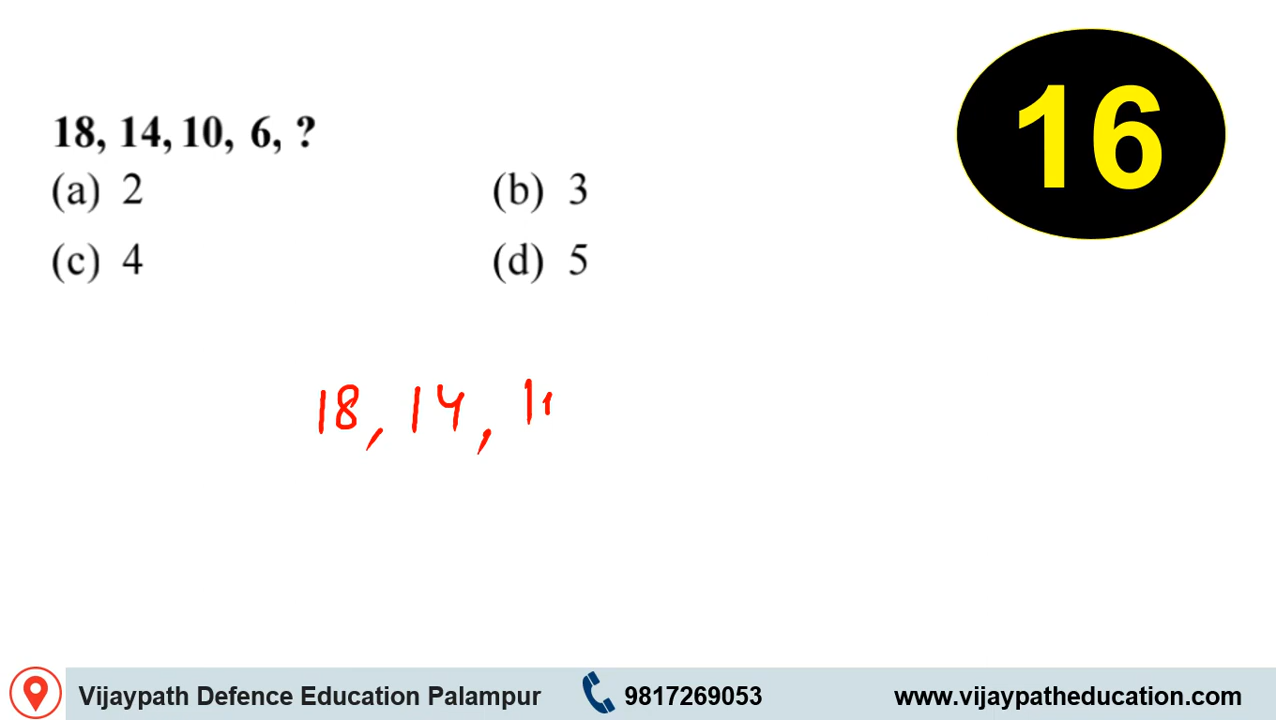 18, 14, 10, 6, ?
(a) 2 (b) 3
(c) 4 (d) 5
16
18, 14,
Vijaypath Defence Education Palampur 9817269053 www.vijaypatheducation.com